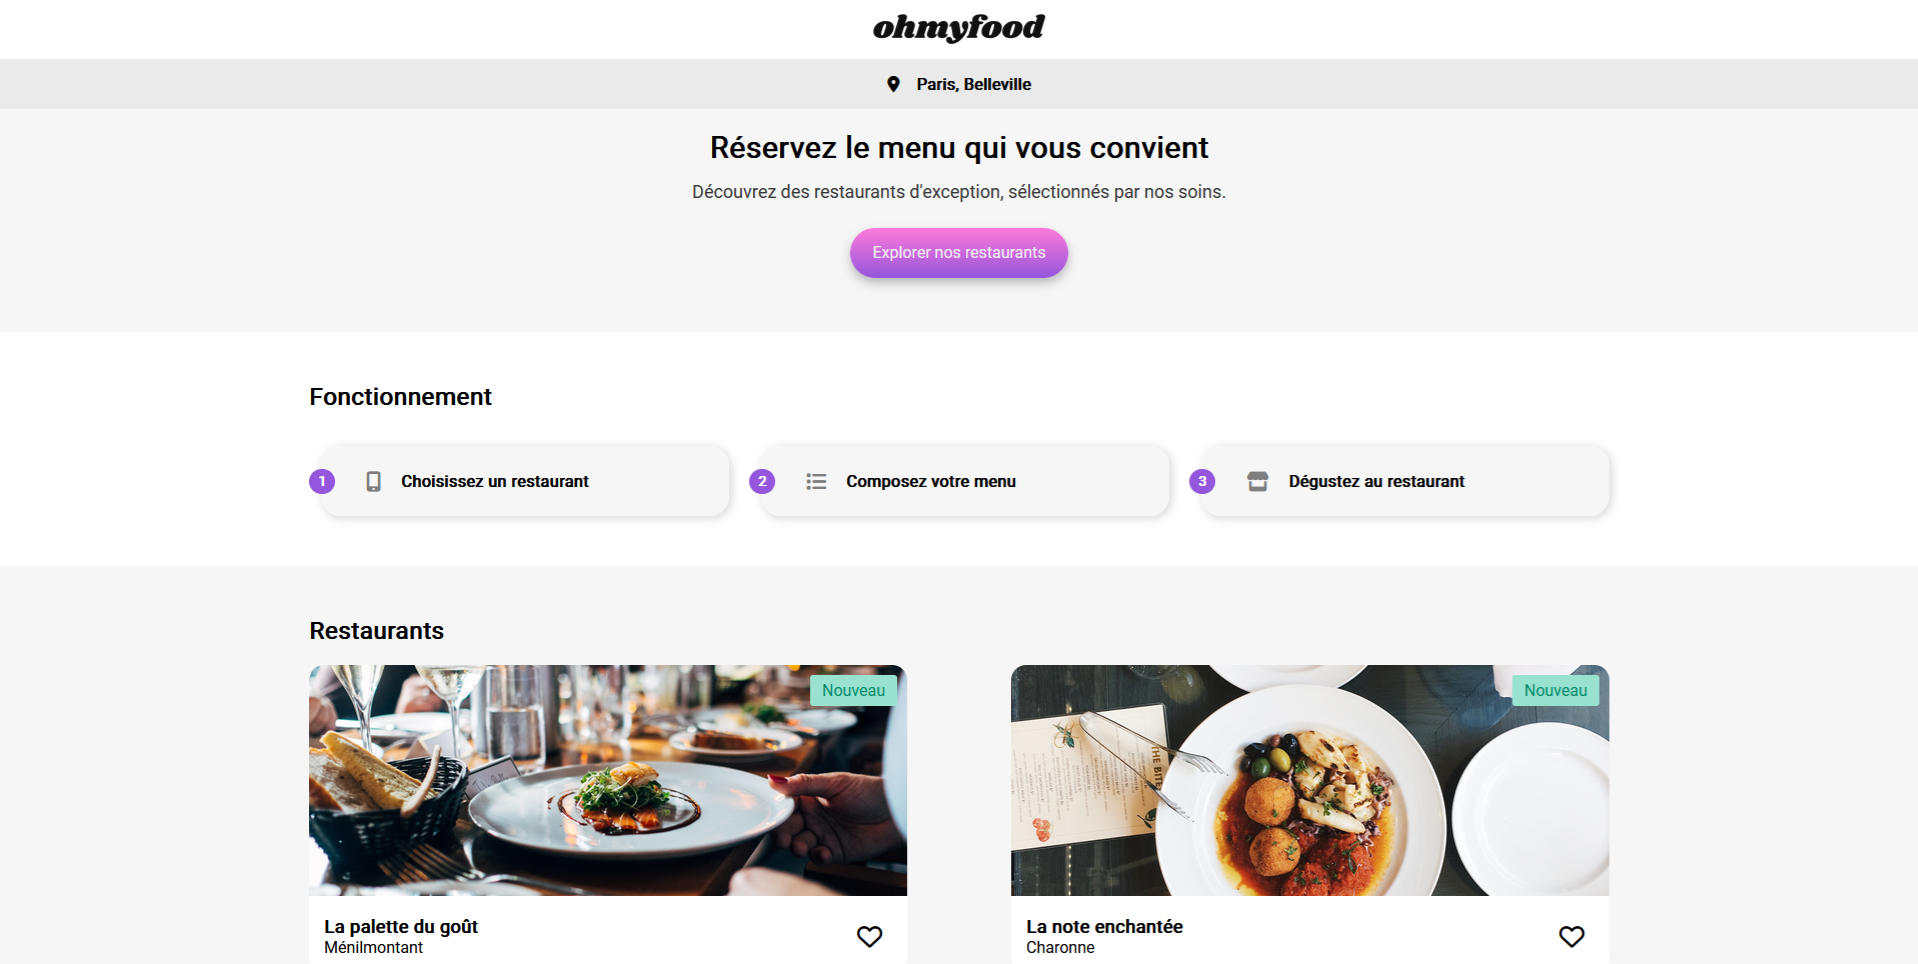 ohmyfood
Paris, Belleville
Réservez le menu qui vous convient
Découvrez des restaurants d'exception, sélectionnés par nos soins.
Explorer nos restaurants
Fonctionnement
1 Choisissez un restaurant
2 Composez votre menu
3 Dégustez au restaurant
Restaurants
Nouveau
La palette du goût
Ménilmontant
Nouveau
THE BITE
La note enchantée
Charonne